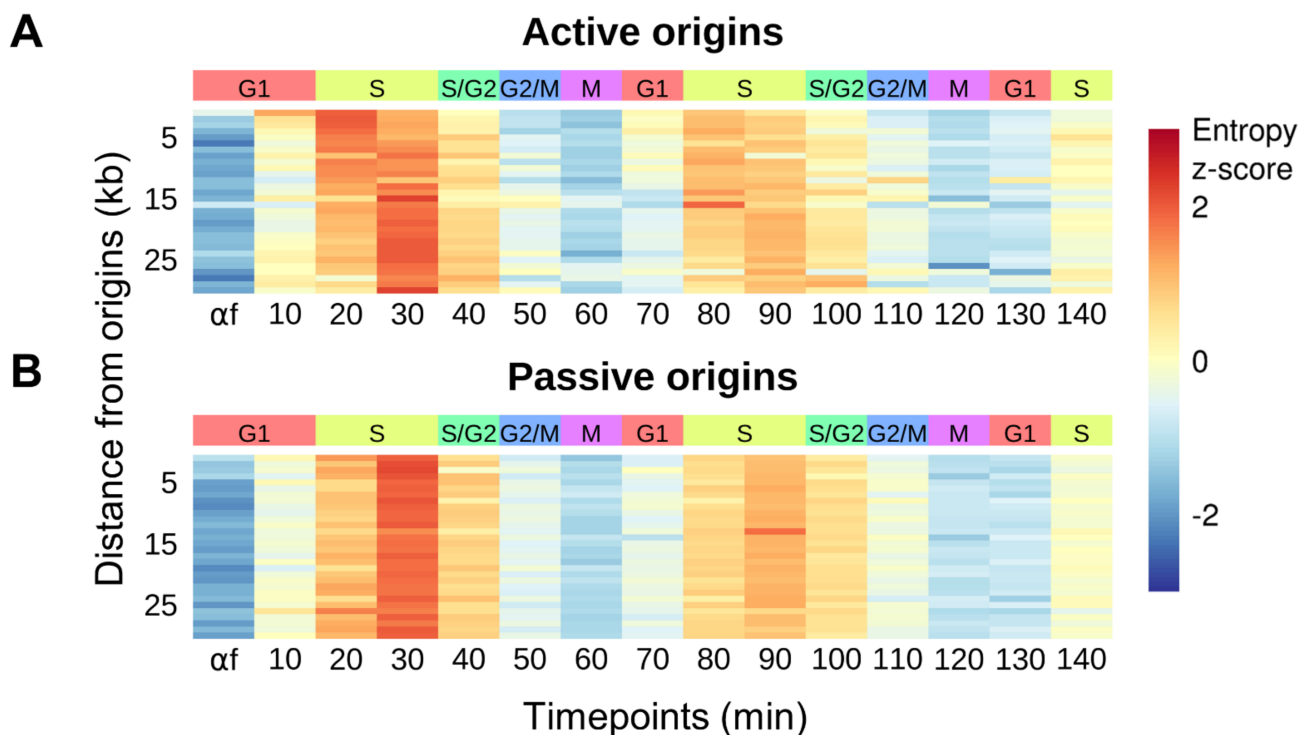 A
Active origins
G1 S S/G2 G2/M M G1 S S/G2 G2/M M G1 S
5
15
25
αf 10 20 30 40 50 60 70 80 90 100 110 120 130 140
Distance from origins (kb)
Entropy
z-score
2
0
-2
B
Passive origins
G1 S S/G2 G2/M M G1 S S/G2 G2/M M G1 S
5
15
25
αf 10 20 30 40 50 60 70 80 90 100 110 120 130 140
Timepoints (min)